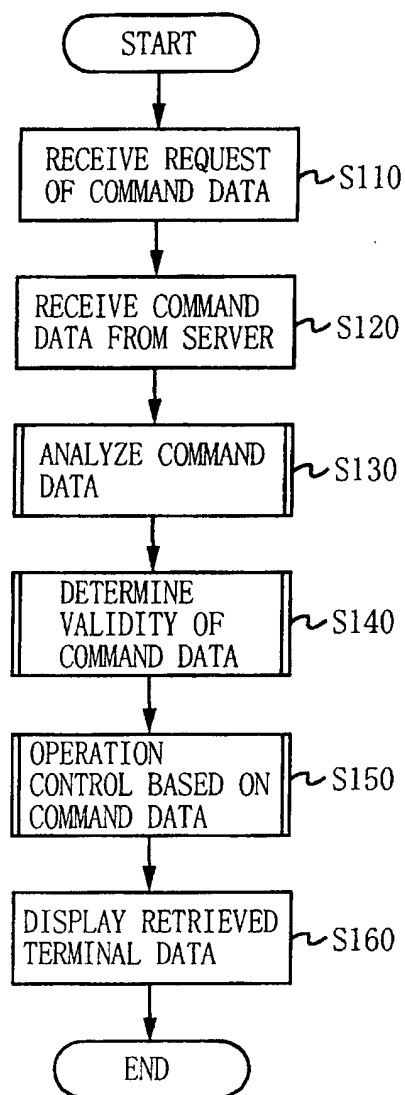 START
RECEIVE REQUEST
OF COMMAND DATA
S110
RECEIVE COMMAND
DATA FROM SERVER
S120
ANALYZE COMMAND
DATA
S130
DETERMINE
VALIDITY OF
COMMAND DATA
S140
OPERATION
CONTROL BASED ON
COMMAND DATA
S150
DISPLAY RETRIEVED
TERMINAL DATA
S160
END